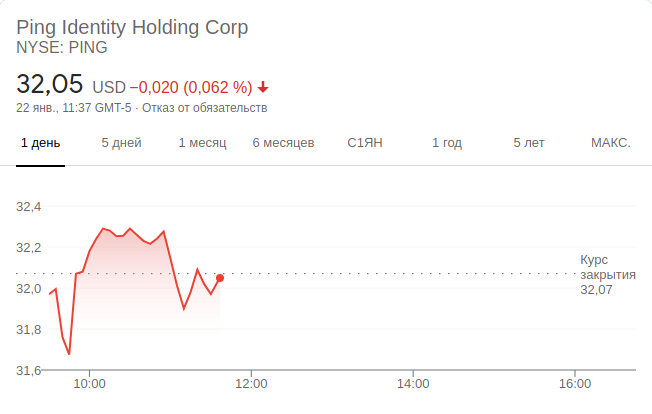 Ping Identity Holding Corp
NYSE: PING
32,05 USD −0,020 (0,062 %)
22 янв., 11:37 GMT-5 · Отказ от обязательств
1 день 5 дней 1 месяц 6 месяцев С1ЯН 1 год 5 лет МАКС.
32,4
32,2
Курс
закрытия
32,07
32,0
31,8
31,6
10:00 12:00 14:00 16:00